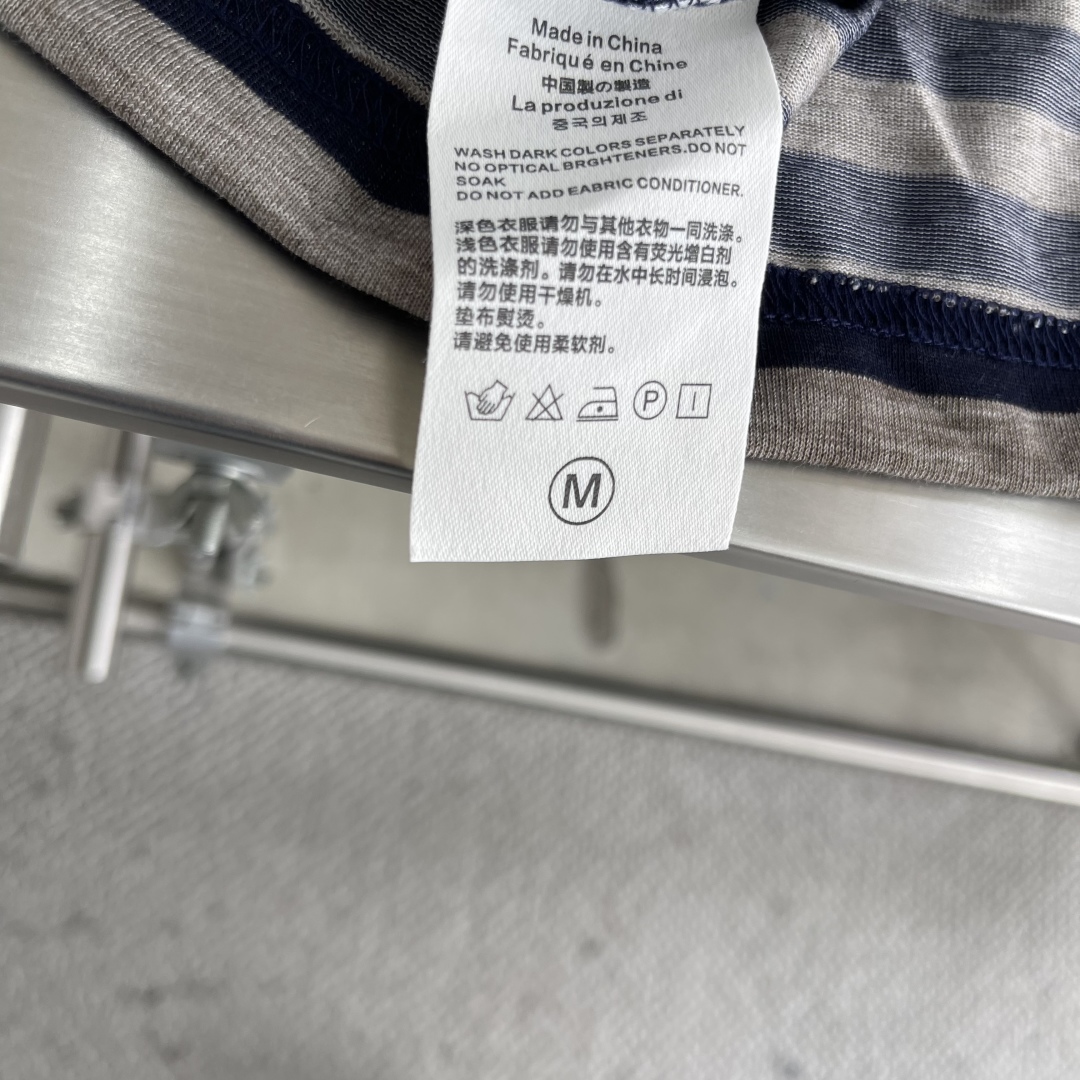 Made in China
Fabriqué en Chine
中国製の製造
La produzione di
중국의제조
WASH DARK COLORS SEPARATELY
NO OPTICAL BRGHTENERS.DO NOT
SOAK
DO NOT ADD EABRIC CONDITIONER.
深色衣服请勿与其他衣物一同洗涤。
浅色衣服请勿使用含有荧光增白剂
的洗涤剂。请勿在水中长时间浸泡。
请勿使用干燥机。
垫布熨烫。
请避免使用柔软剂。
P
M